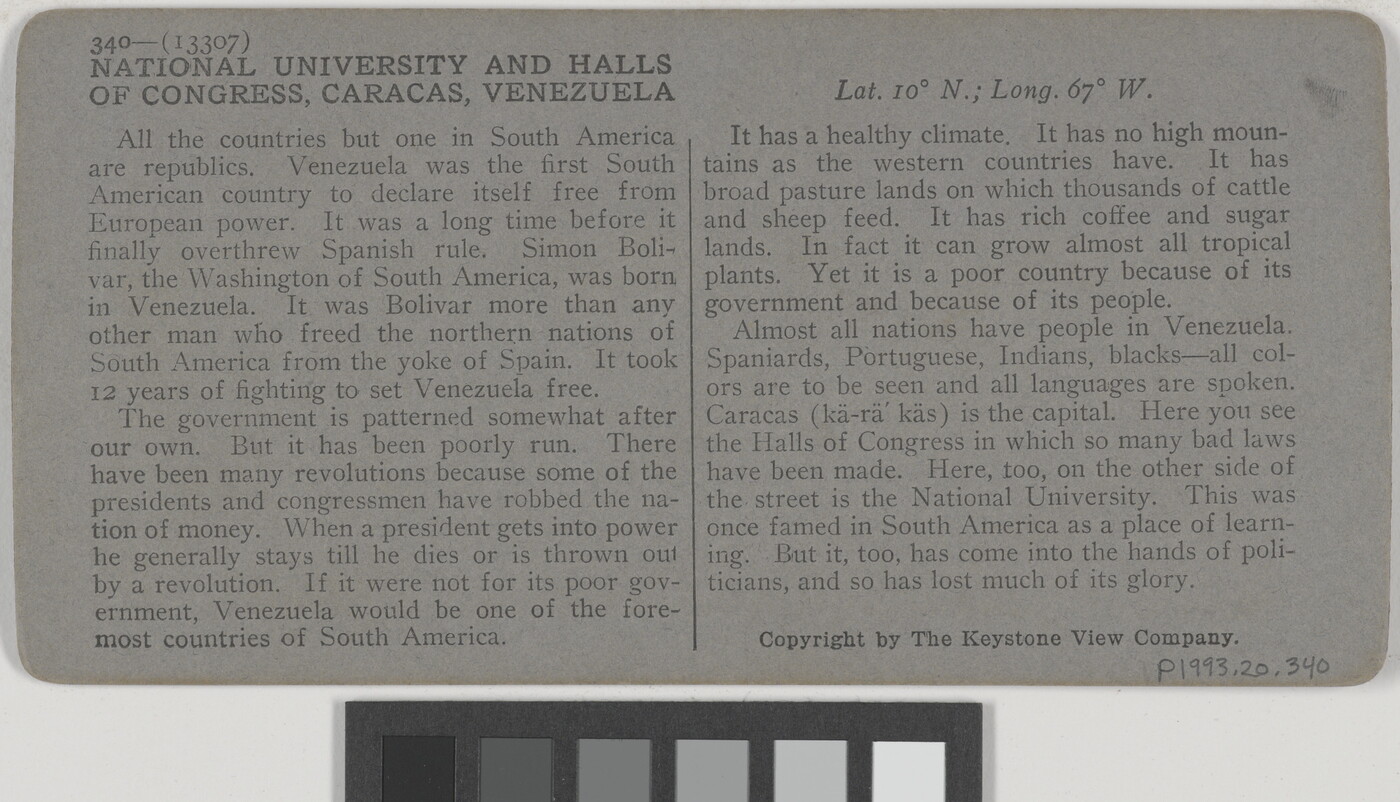 340—(13307)
NATIONAL UNIVERSITY AND HALLS
OF CONGRESS, CARACAS, VENEZUELA
All the countries but one in South America
are republics. Venezuela was the first South
American country to declare itself free from
European power. It was a long time before it
finally overthrew Spanish rule. Simon Boli-
var, the Washington of South America, was born
in Venezuela. It was Bolivar more than any
other man who freed the northern nations of
South America from the yoke of Spain. It took
12 years of fighting to set Venezuela free.
The government is patterned somewhat after
our own. But it has been poorly run. There
have been many revolutions because some of the
presidents and congressmen have robbed the na-
tion of money. When a president gets into power
he generally stays till he dies or is thrown out
by a revolution. If it were not for its poor gov-
ernment, Venezuela would be one of the fore-
most countries of South America.
Lat. 10° N.; Long. 67° W.
It has a healthy climate. It has no high moun-
tains as the western countries have. It has
broad pasture lands on which thousands of cattle
and sheep feed. It has rich coffee and sugar
lands. In fact it can grow almost all tropical
plants. Yet it is a poor country because of its
government and because of its people.
Almost all nations have people in Venezuela.
Spaniards, Portuguese, Indians, blacks—all col-
ors are to be seen and all languages are spoken.
Caracas (kä-rä′ käs) is the capital. Here you see
the Halls of Congress in which so many bad laws
have been made. Here, too, on the other side of
the street is the National University. This was
once famed in South America as a place of learn-
ing. But it, too, has come into the hands of poli-
ticians, and so has lost much of its glory.
Copyright by The Keystone View Company.
P1993.20.340